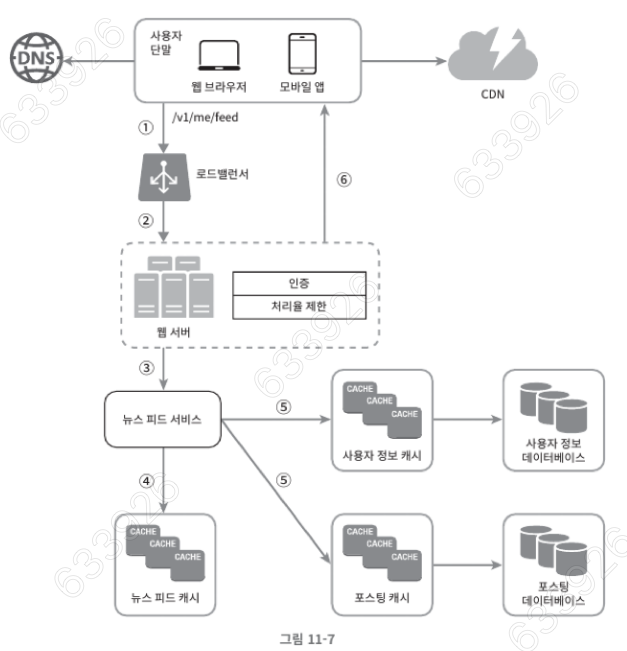 사용자
단말
DNS
웹 브라우저
모바일 앱
CDN
①
/v1/me/feed
로드밸런서
⑥
②
인증
처리율 제한
웹 서버
③
뉴스 피드 서비스
⑤
CACHE
CACHE
CACHE
사용자 정보 캐시
사용자 정보
데이터베이스
④
⑤
CACHE
CACHE
CACHE
뉴스 피드 캐시
CACHE
CACHE
CACHE
포스팅 캐시
포스팅
데이터베이스
그림 11-7
633926
633926
633926
633926
633926